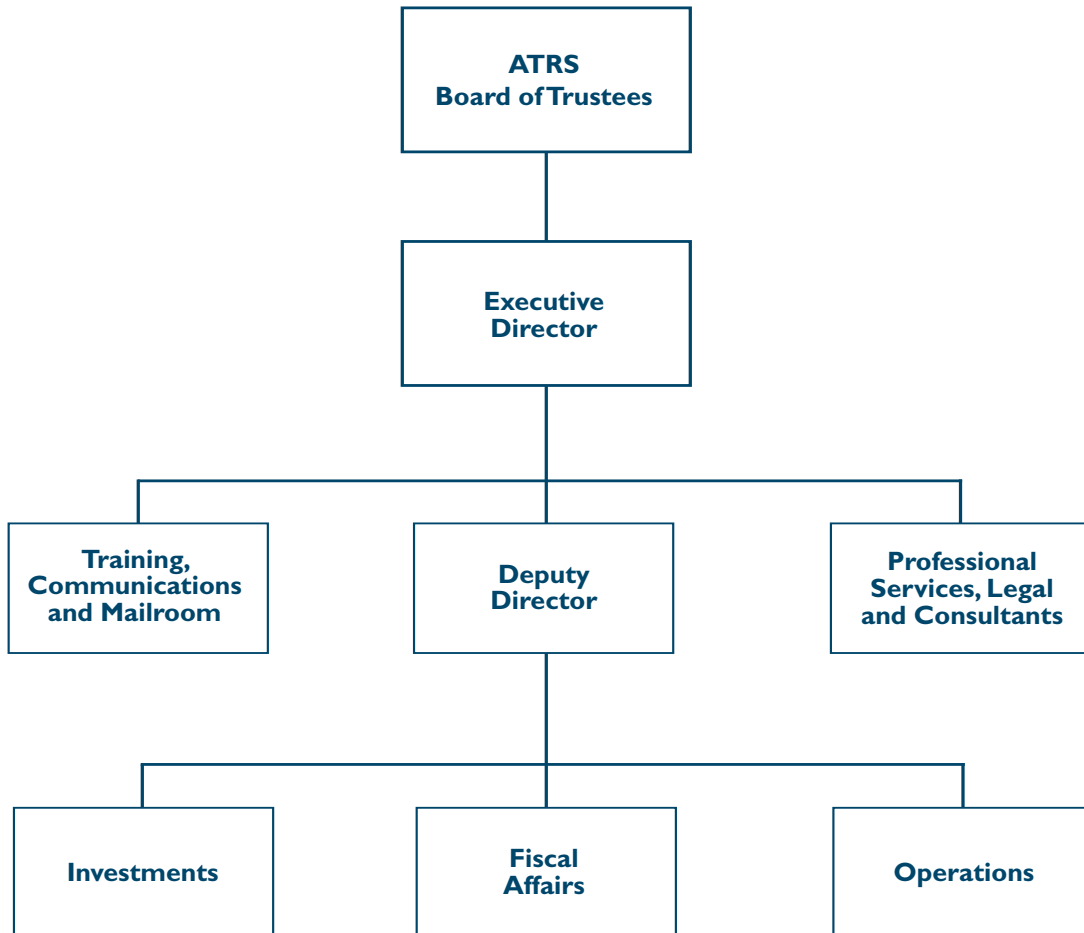 ATRS
Board of Trustees
Executive
Director
Training,
Communications
and Mailroom
Deputy
Director
Professional
Services, Legal
and Consultants
Investments
Fiscal
Affairs
Operations